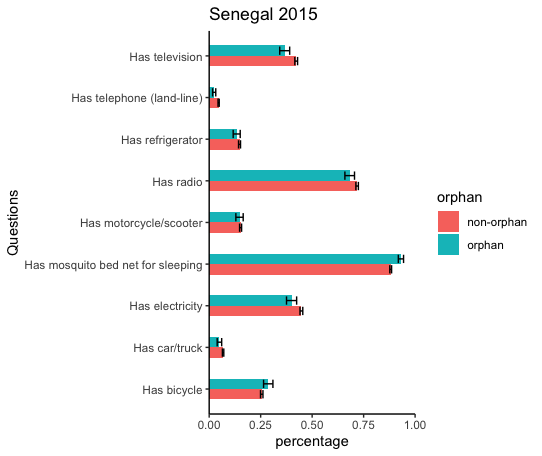 Senegal 2015
Questions
Has television
Has telephone (land-line)
Has refrigerator
Has radio
Has motorcycle/scooter
Has mosquito bed net for sleeping
Has electricity
Has car/truck
Has bicycle
0.00 0.25 0.50 0.75 1.00
percentage
orphan
non-orphan
orphan